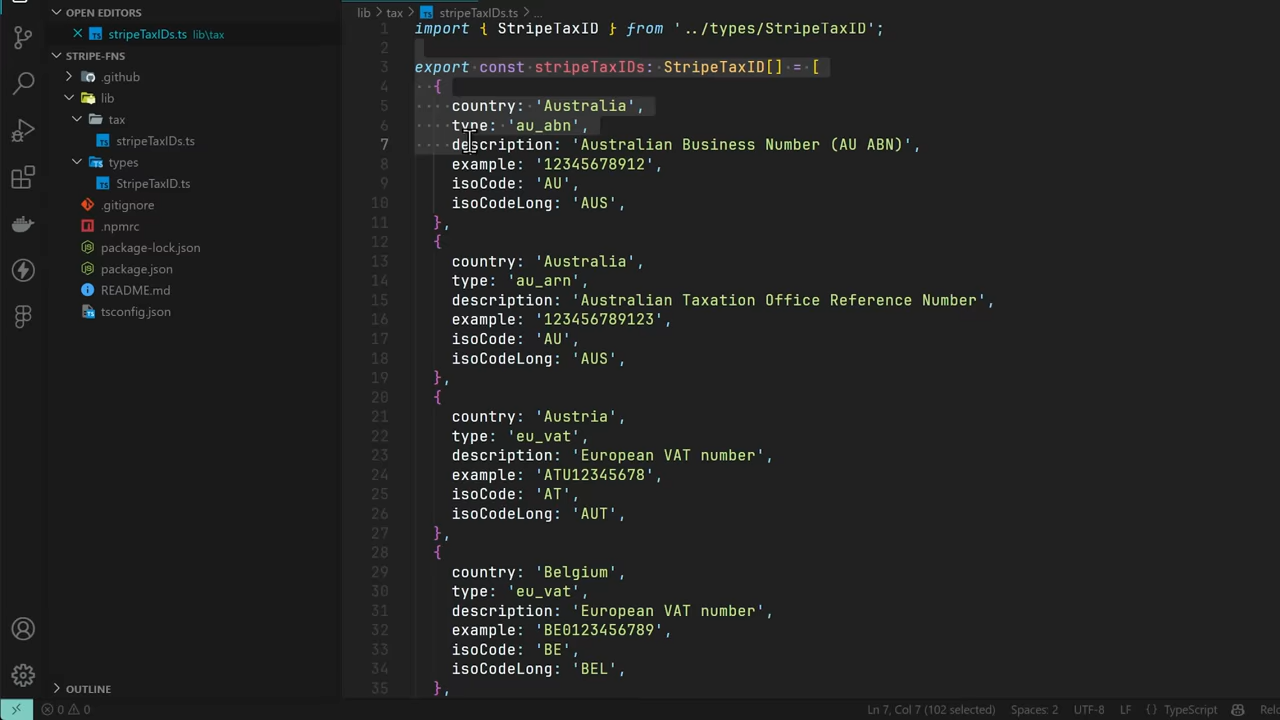 OPEN EDITORS
stripeTaxIDs.ts lib\tax
STRIPE-FNS
.github
lib
tax
stripeTaxIDs.ts
types
StripeTaxID.ts
.gitignore
.npmrc
package-lock.json
package.json
README.md
tsconfig.json
OUTLINE
lib > tax > stripeTaxIDs.ts > ...
1 import { StripeTaxID } from '../types/StripeTaxID';
2
3 export const stripeTaxIDs: StripeTaxID[] = [
4 {
5 country: 'Australia',
6 type: 'au_abn',
7 description: 'Australian Business Number (AU ABN)',
8 example: '12345678912',
9 isoCode: 'AU',
10 isoCodeLong: 'AUS',
11 },
12 {
13 country: 'Australia',
14 type: 'au_arn',
15 description: 'Australian Taxation Office Reference Number',
16 example: '123456789123',
17 isoCode: 'AU',
18 isoCodeLong: 'AUS',
19 },
20 {
21 country: 'Austria',
22 type: 'eu_vat',
23 description: 'European VAT number',
24 example: 'ATU12345678',
25 isoCode: 'AT',
26 isoCodeLong: 'AUT',
27 },
28 {
29 country: 'Belgium',
30 type: 'eu_vat',
31 description: 'European VAT number',
32 example: 'BE0123456789',
33 isoCode: 'BE',
34 isoCodeLong: 'BEL',
35 },
0 0
Ln 7, Col 7 (102 selected) Spaces: 2 UTF-8 LF {} TypeScript